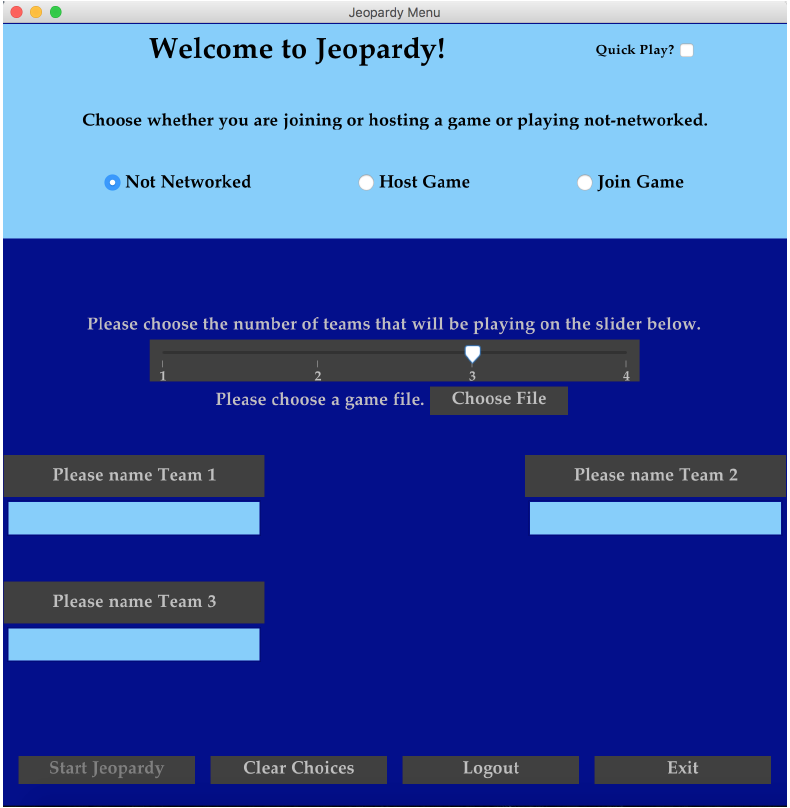 Jeopardy Menu
Welcome to Jeopardy!
Quick Play?
Choose whether you are joining or hosting a game or playing not-networked.
Not Networked
Host Game
Join Game
Please choose the number of teams that will be playing on the slider below.
1 2 3 4
Please choose a game file.
Choose File
Please name Team 1
Please name Team 2
Please name Team 3
Start Jeopardy
Clear Choices
Logout
Exit